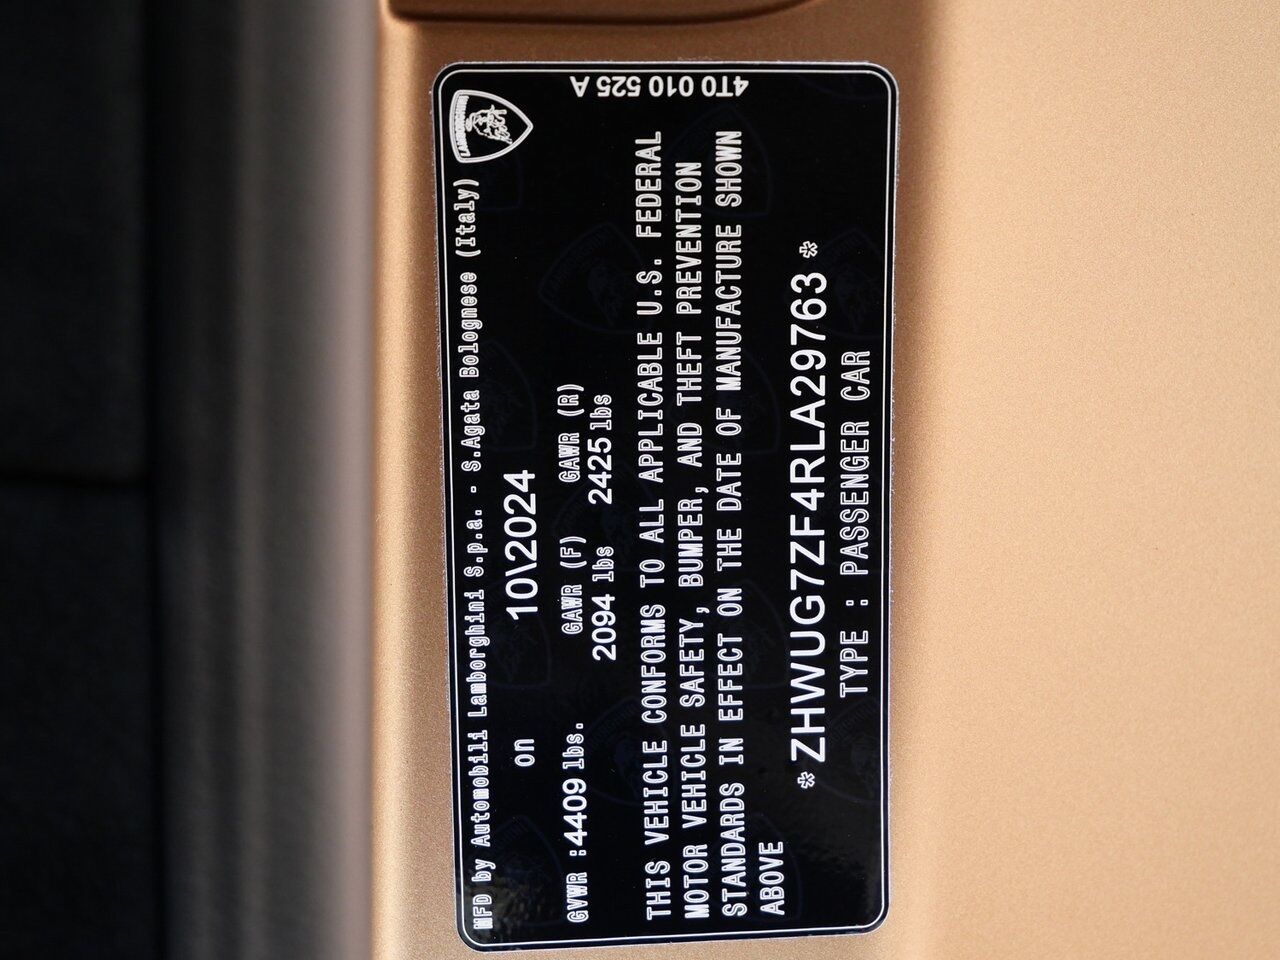 MFD by Automobili Lamborghini S.p.a. - S.Agata Bolognese (Italy)
LAMBORGHINI
on 10\2024
GVWR :4409 lbs. GAWR (F) GAWR (R)
2094 lbs 2425 lbs
THIS VEHICLE CONFORMS TO ALL APPLICABLE U.S. FEDERAL
MOTOR VEHICLE SAFETY, BUMPER, AND THEFT PREVENTION
STANDARDS IN EFFECT ON THE DATE OF MANUFACTURE SHOWN
ABOVE
* ZHWUG7ZF4RLA29763 *
TYPE : PASSENGER CAR
4T0 010 525 A